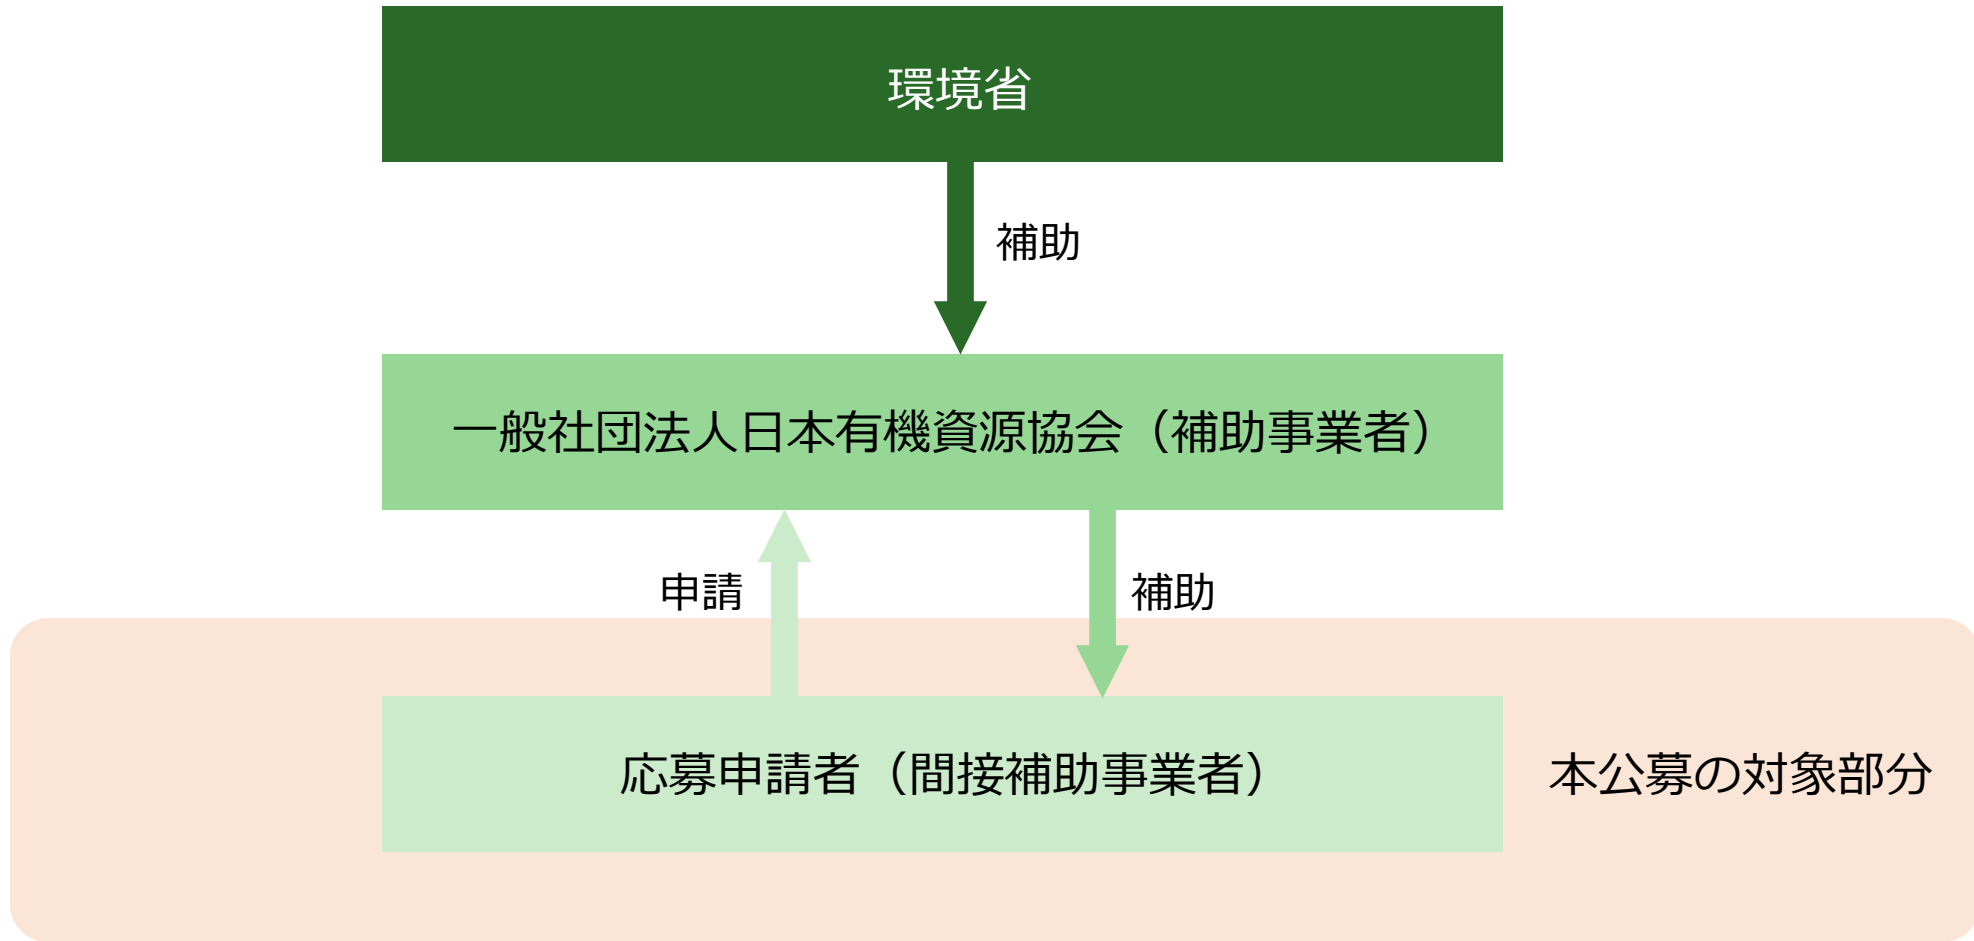 環境省
補助
一般社団法人日本有機資源協会（補助事業者）
申請
補助
応募申請者（間接補助事業者）
本公募の対象部分